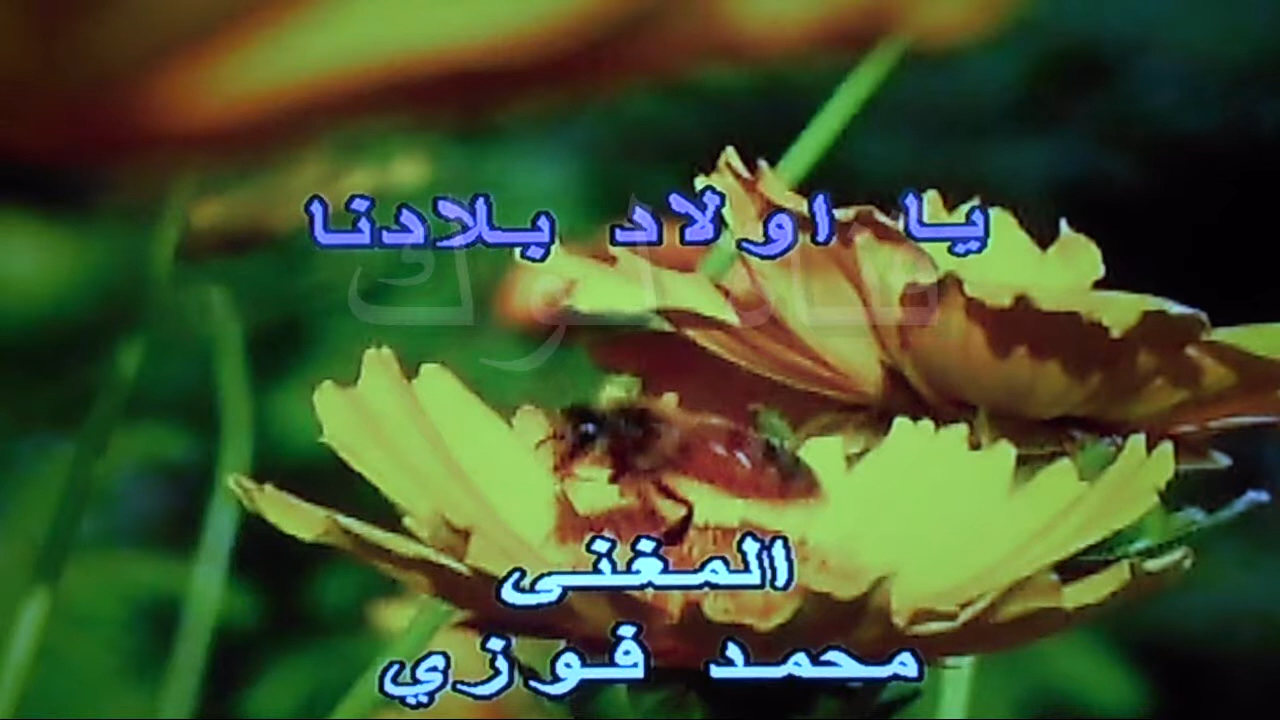 يا اولاد بلادنا
المغنى
محمد فوزي